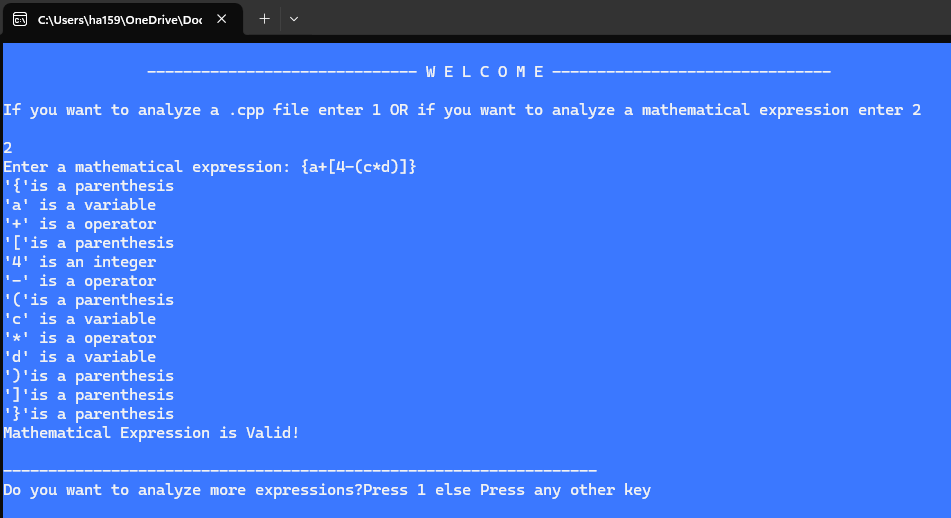 C:\Users\ha159\OneDrive\Doc
------------------------------ W E L C O M E -------------------------------
If you want to analyze a .cpp file enter 1 OR if you want to analyze a mathematical expression enter 2
2
Enter a mathematical expression: {a+[4-(c*d)]}
'{'is a parenthesis
'a' is a variable
'+' is a operator
'['is a parenthesis
'4' is an integer
'-' is a operator
'('is a parenthesis
'c' is a variable
'*' is a operator
'd' is a variable
')'is a parenthesis
']'is a parenthesis
'}'is a parenthesis
Mathematical Expression is Valid!
------------------------------------------------------------------
Do you want to analyze more expressions?Press 1 else Press any other key